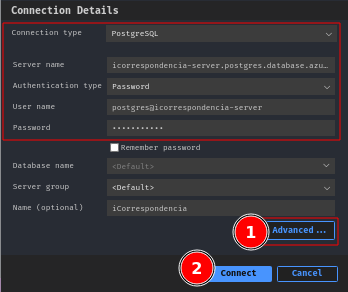 Connection Details
Connection type PostgreSQL
Server name icorrespondencia-server.postgres.database.azu...
Authentication type Password
User name postgres@icorrespondencia-server
Password •••••••••••
Remember password
Database name <Default>
Server group <Default>
Name (optional) iCorrespondencia
1 Advanced...
2 Connect Cancel